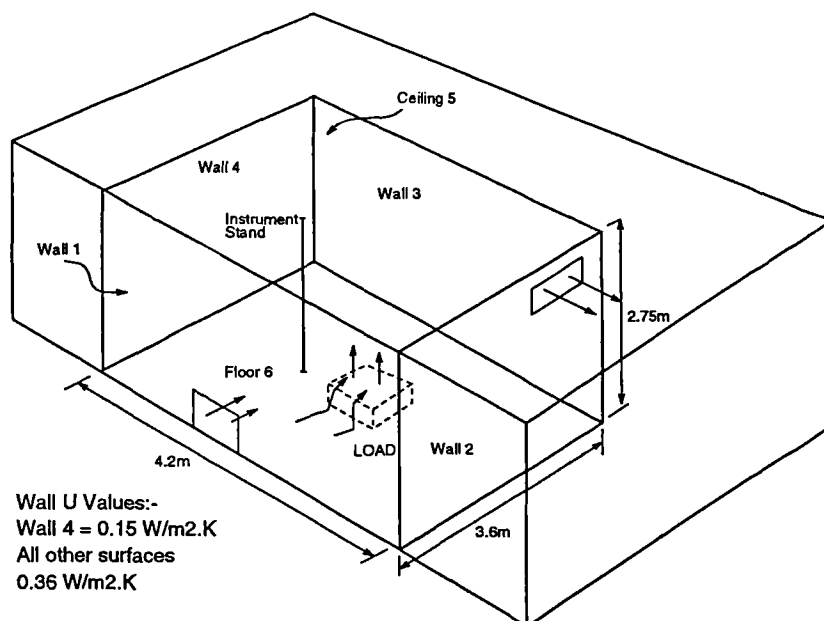 Ceiling 5
Wall 4
Wall 3
Instrument
Stand
Wall 1
2.75m
Floor 6
LOAD
Wall 2
4.2m
3.6m
Wall U Values:-
Wall 4 = 0.15 W/m2.K
All other surfaces
0.36 W/m2.K